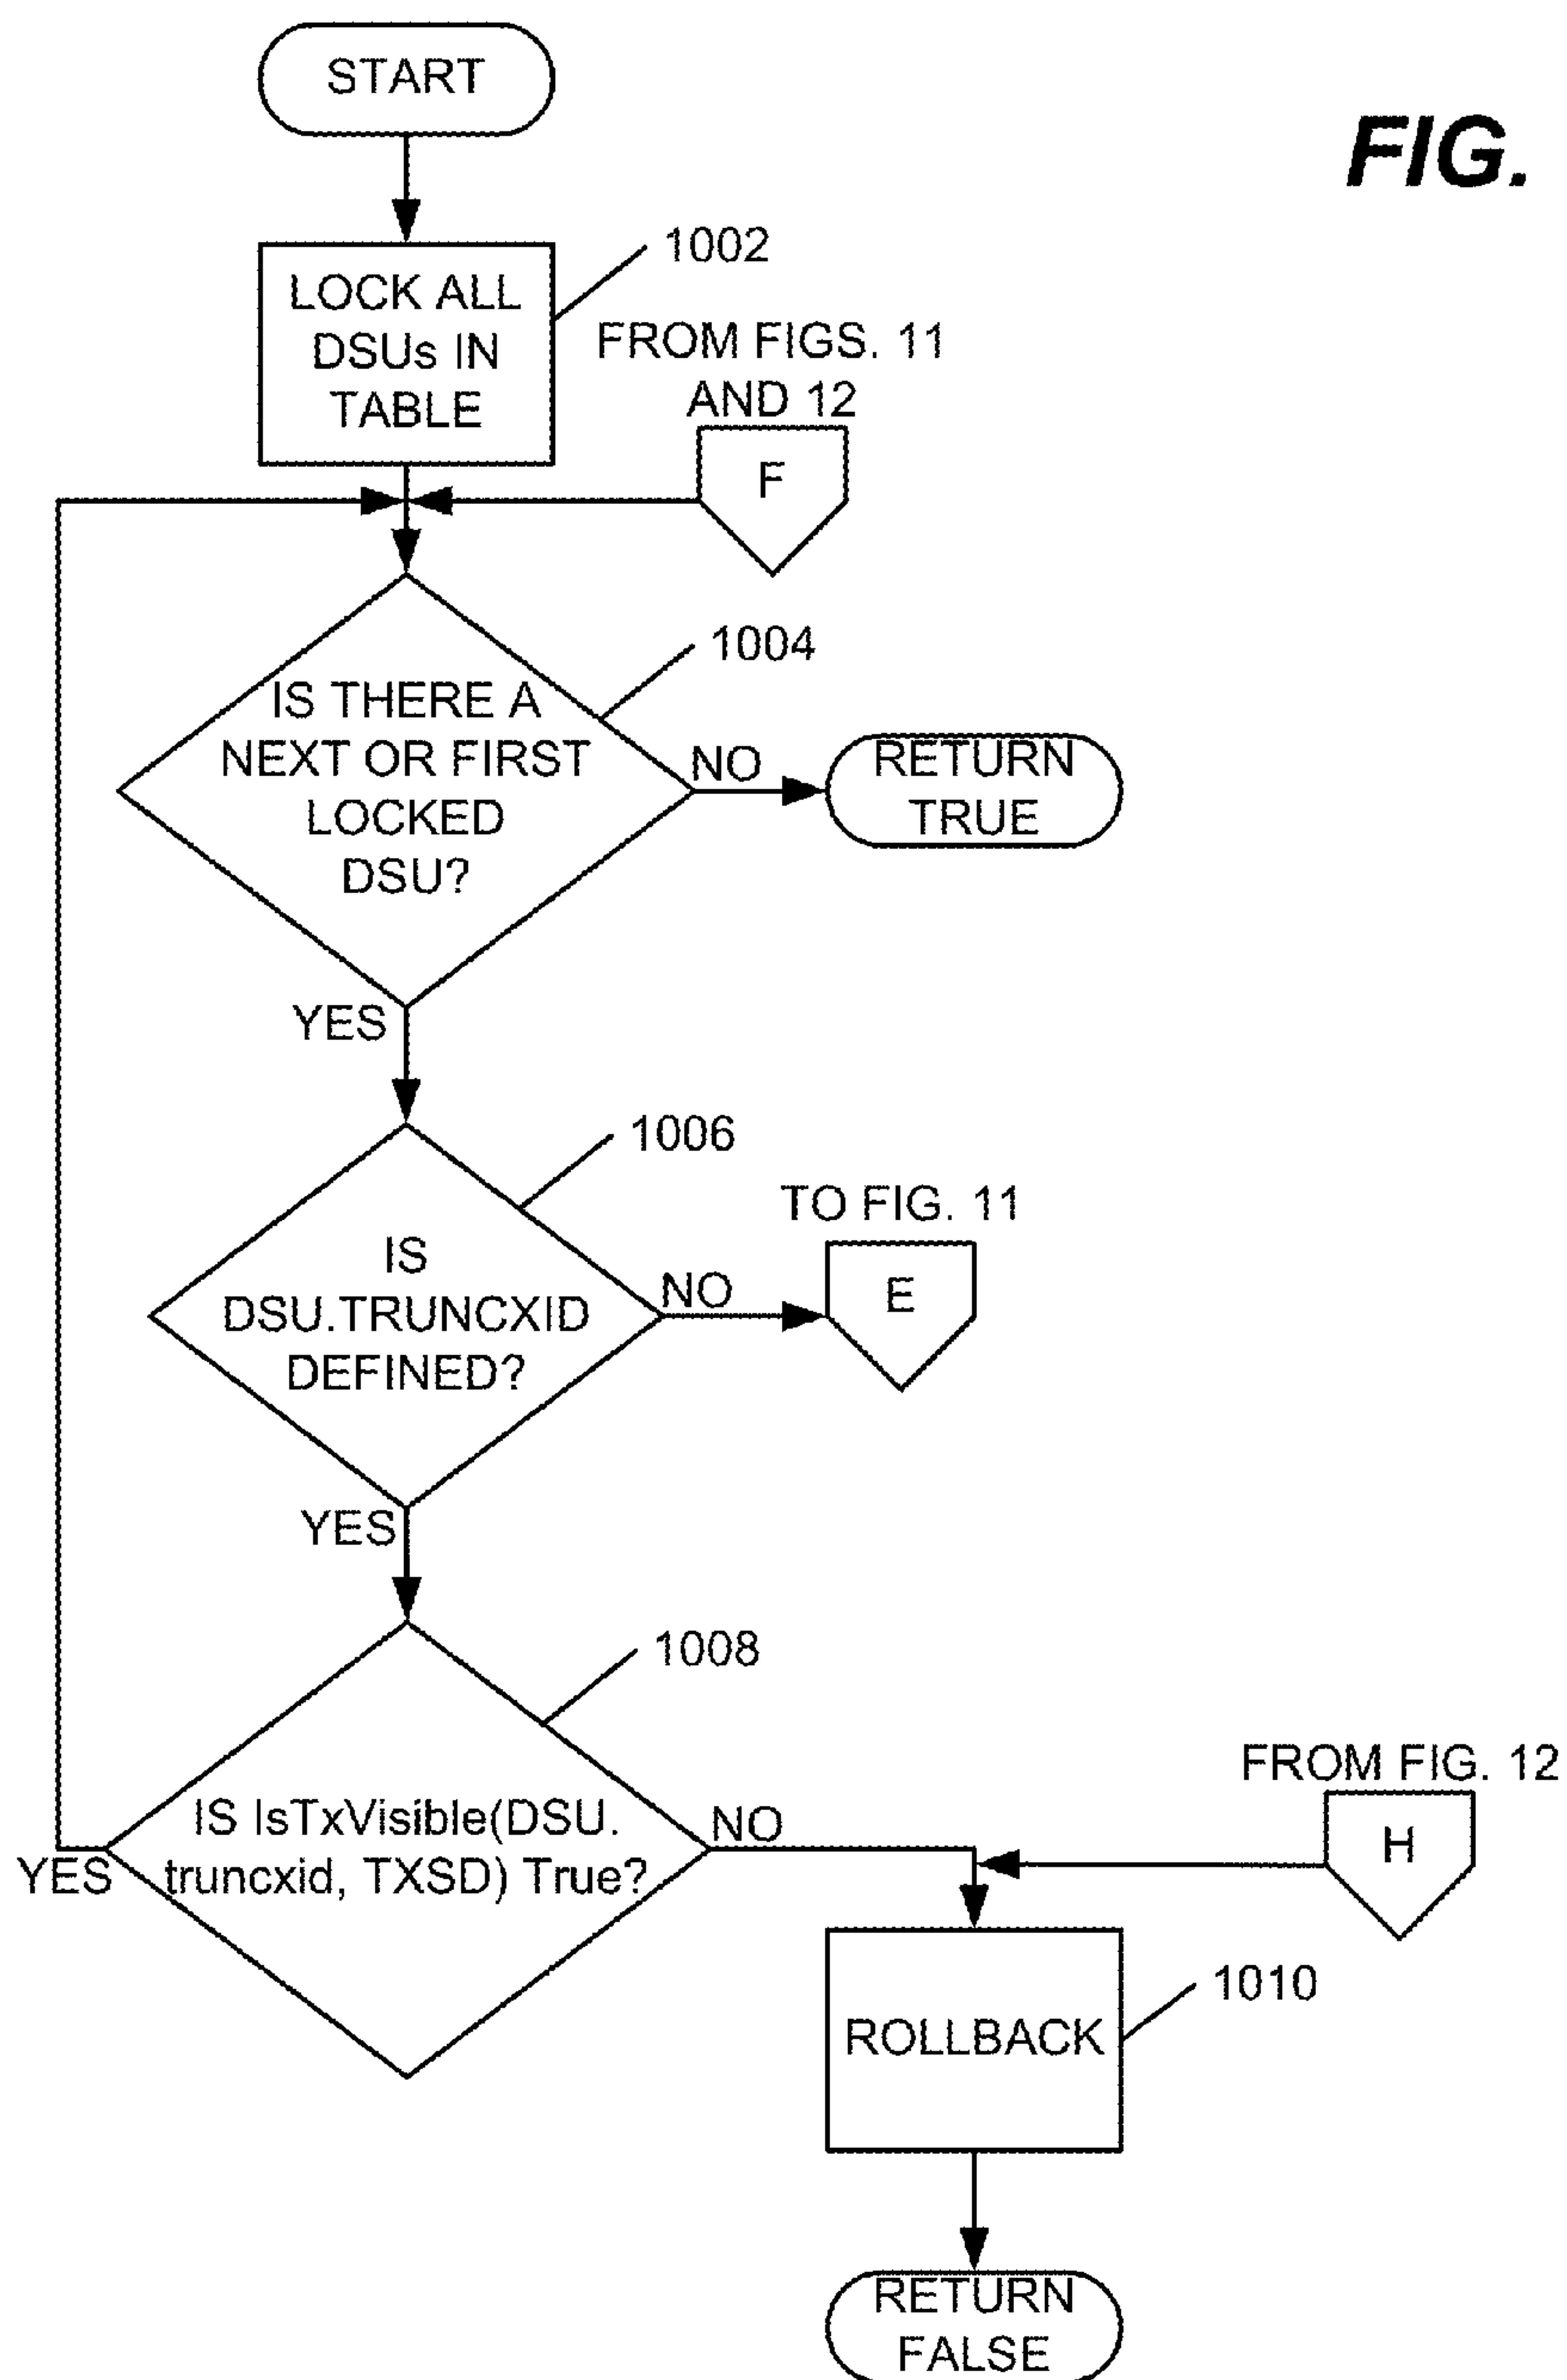 START
FIG.
1002
LOCK ALL
DSUs IN
TABLE
FROM FIGS. 11
AND 12
F
1004
IS THERE A
NEXT OR FIRST
LOCKED
DSU?
NO
RETURN
TRUE
YES
1006
TO FIG. 11
IS
DSU.TRUNCXID
DEFINED?
NO
E
YES
1008
FROM FIG. 12
IS IsTxVisible(DSU.
truncxid, TXSD) True?
NO
YES
H
1010
ROLLBACK
RETURN
FALSE